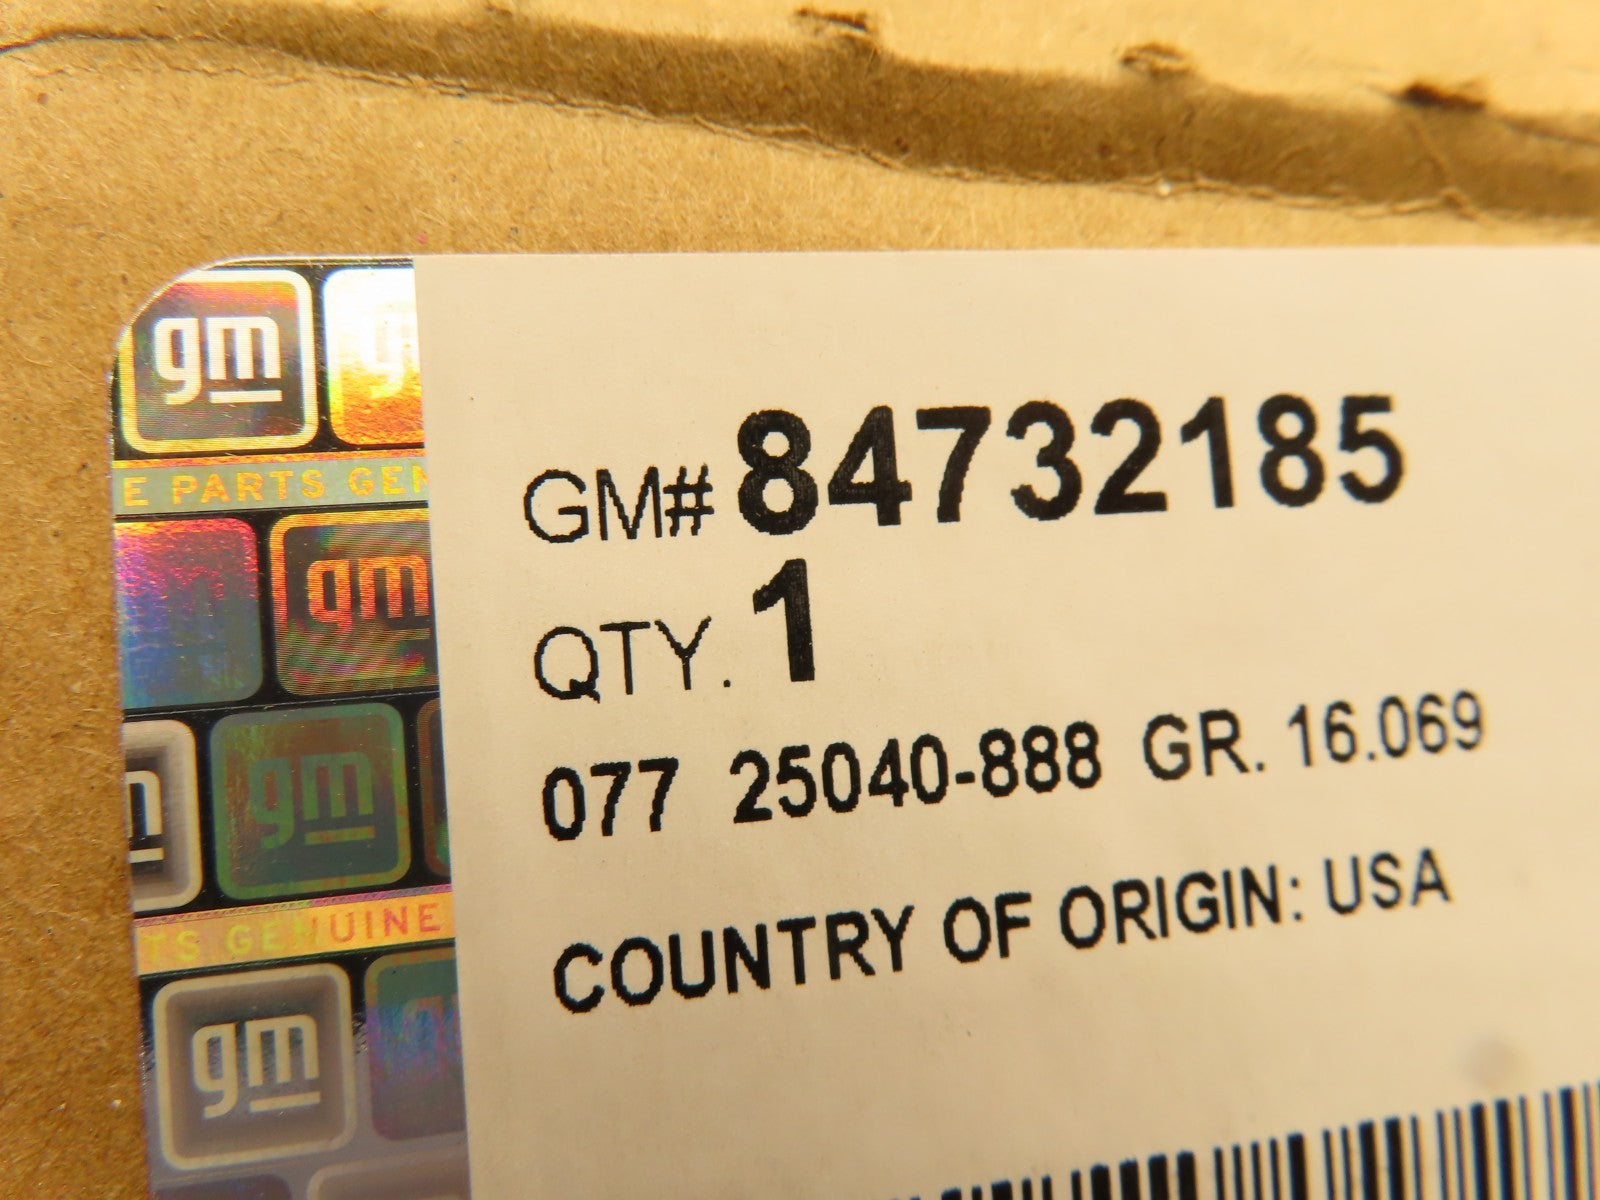 gm g
E PARTS GEN
gm
GM# 84732185
QTY. 1
gm
077 25040-888 GR. 16.069
TS GENUINE
COUNTRY OF ORIGIN: USA
gm